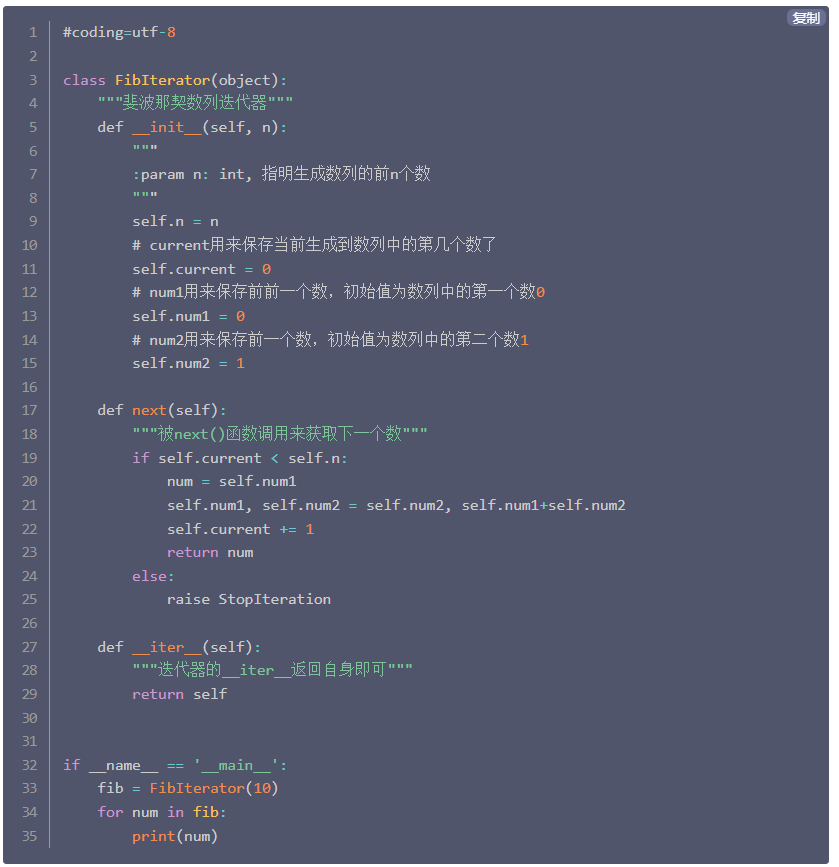 复制
1 #coding=utf-8
2
3 class FibIterator(object):
4     """斐波那契数列迭代器"""
5     def __init__(self, n):
6         """
7         :param n: int, 指明生成数列的前n个数
8         """
9         self.n = n
10         # current用来保存当前生成到数列中的第几个数了
11         self.current = 0
12         # num1用来保存前前一个数，初始值为数列中的第一个数0
13         self.num1 = 0
14         # num2用来保存前一个数，初始值为数列中的第二个数1
15         self.num2 = 1
16
17     def next(self):
18         """被next()函数调用来获取下一个数"""
19         if self.current < self.n:
20             num = self.num1
21             self.num1, self.num2 = self.num2, self.num1+self.num2
22             self.current += 1
23             return num
24         else:
25             raise StopIteration
26
27     def __iter__(self):
28         """迭代器的__iter__返回自身即可"""
29         return self
30
31
32 if __name__ == '__main__':
33     fib = FibIterator(10)
34     for num in fib:
35         print(num)